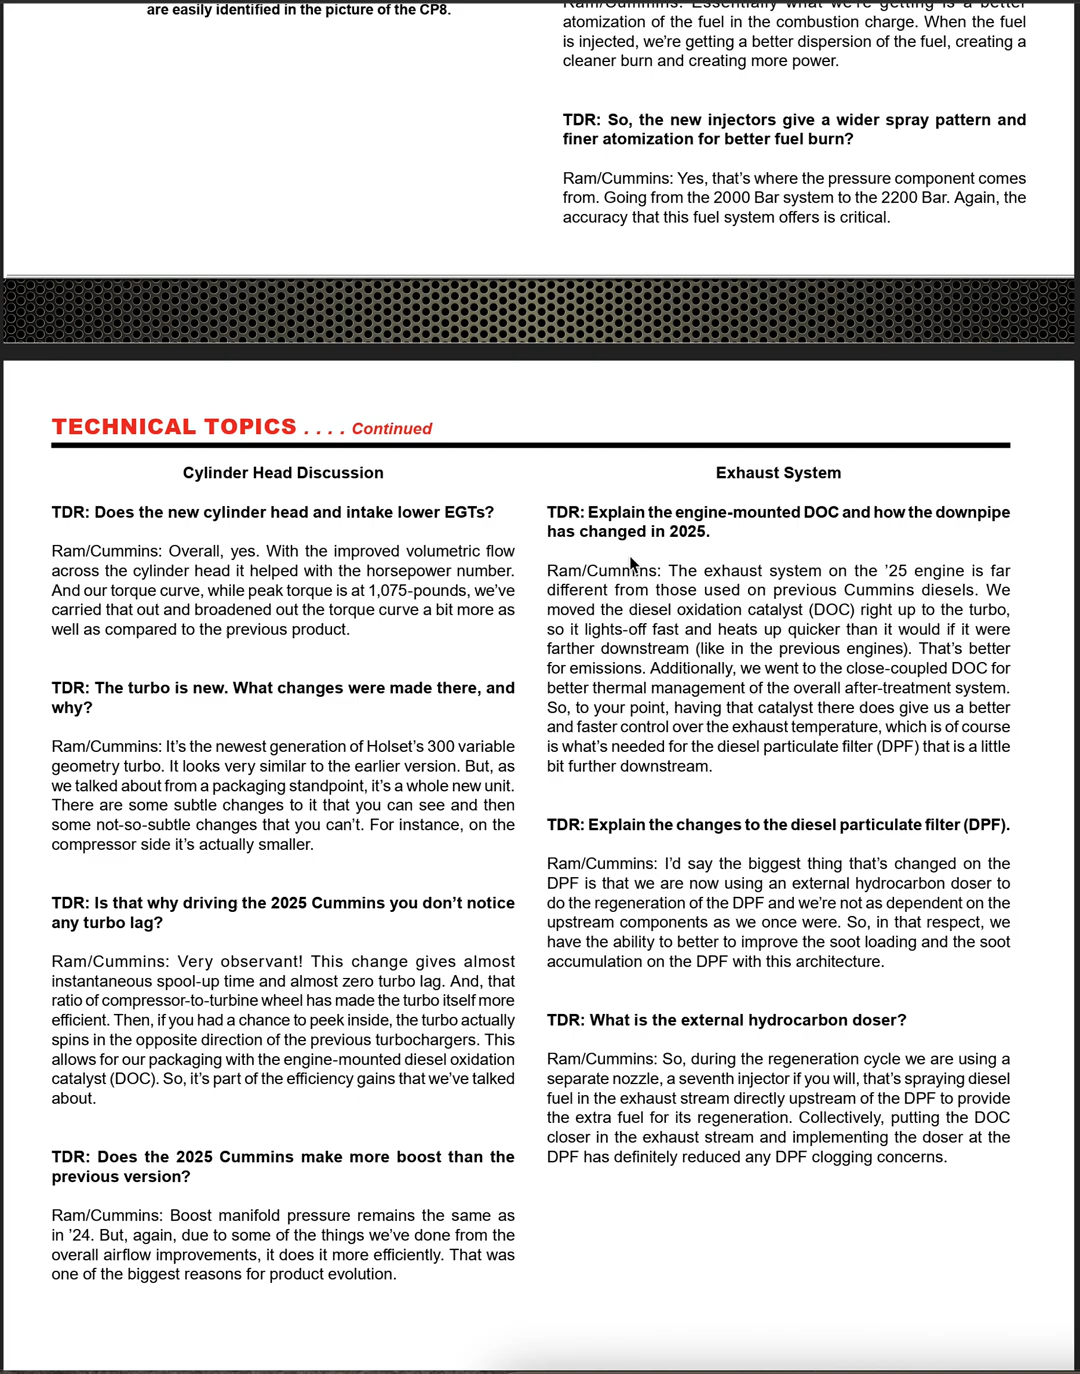 are easily identified in the picture of the CP8.
Ram/Cummins: Essentially what we're getting is a better
atomization of the fuel in the combustion charge. When the fuel
is injected, we're getting a better dispersion of the fuel, creating a
cleaner burn and creating more power.
TDR: So, the new injectors give a wider spray pattern and
finer atomization for better fuel burn?
Ram/Cummins: Yes, that's where the pressure component comes
from. Going from the 2000 Bar system to the 2200 Bar. Again, the
accuracy that this fuel system offers is critical.
TECHNICAL TOPICS . . . . Continued
Cylinder Head Discussion
TDR: Does the new cylinder head and intake lower EGTs?
Ram/Cummins: Overall, yes. With the improved volumetric flow
across the cylinder head it helped with the horsepower number.
And our torque curve, while peak torque is at 1,075-pounds, we've
carried that out and broadened out the torque curve a bit more as
well as compared to the previous product.
TDR: The turbo is new. What changes were made there, and
why?
Ram/Cummins: It's the newest generation of Holset's 300 variable
geometry turbo. It looks very similar to the earlier version. But, as
we talked about from a packaging standpoint, it's a whole new unit.
There are some subtle changes to it that you can see and then
some not-so-subtle changes that you can't. For instance, on the
compressor side it's actually smaller.
TDR: Is that why driving the 2025 Cummins you don't notice
any turbo lag?
Ram/Cummins: Very observant! This change gives almost
instantaneous spool-up time and almost zero turbo lag. And, that
ratio of compressor-to-turbine wheel has made the turbo itself more
efficient. Then, if you had a chance to peek inside, the turbo actually
spins in the opposite direction of the previous turbochargers. This
allows for our packaging with the engine-mounted diesel oxidation
catalyst (DOC). So, it's part of the efficiency gains that we've talked
about.
TDR: Does the 2025 Cummins make more boost than the
previous version?
Ram/Cummins: Boost manifold pressure remains the same as
in '24. But, again, due to some of the things we've done from the
overall airflow improvements, it does it more efficiently. That was
one of the biggest reasons for product evolution.
Exhaust System
TDR: Explain the engine-mounted DOC and how the downpipe
has changed in 2025.
Ram/Cummins: The exhaust system on the '25 engine is far
different from those used on previous Cummins diesels. We
moved the diesel oxidation catalyst (DOC) right up to the turbo,
so it lights-off fast and heats up quicker than it would if it were
farther downstream (like in the previous engines). That's better
for emissions. Additionally, we went to the close-coupled DOC for
better thermal management of the overall after-treatment system.
So, to your point, having that catalyst there does give us a better
and faster control over the exhaust temperature, which is of course
is what's needed for the diesel particulate filter (DPF) that is a little
bit further downstream.
TDR: Explain the changes to the diesel particulate filter (DPF).
Ram/Cummins: I'd say the biggest thing that's changed on the
DPF is that we are now using an external hydrocarbon doser to
do the regeneration of the DPF and we're not as dependent on the
upstream components as we once were. So, in that respect, we
have the ability to better to improve the soot loading and the soot
accumulation on the DPF with this architecture.
TDR: What is the external hydrocarbon doser?
Ram/Cummins: So, during the regeneration cycle we are using a
separate nozzle, a seventh injector if you will, that's spraying diesel
fuel in the exhaust stream directly upstream of the DPF to provide
the extra fuel for its regeneration. Collectively, putting the DOC
closer in the exhaust stream and implementing the doser at the
DPF has definitely reduced any DPF clogging concerns.